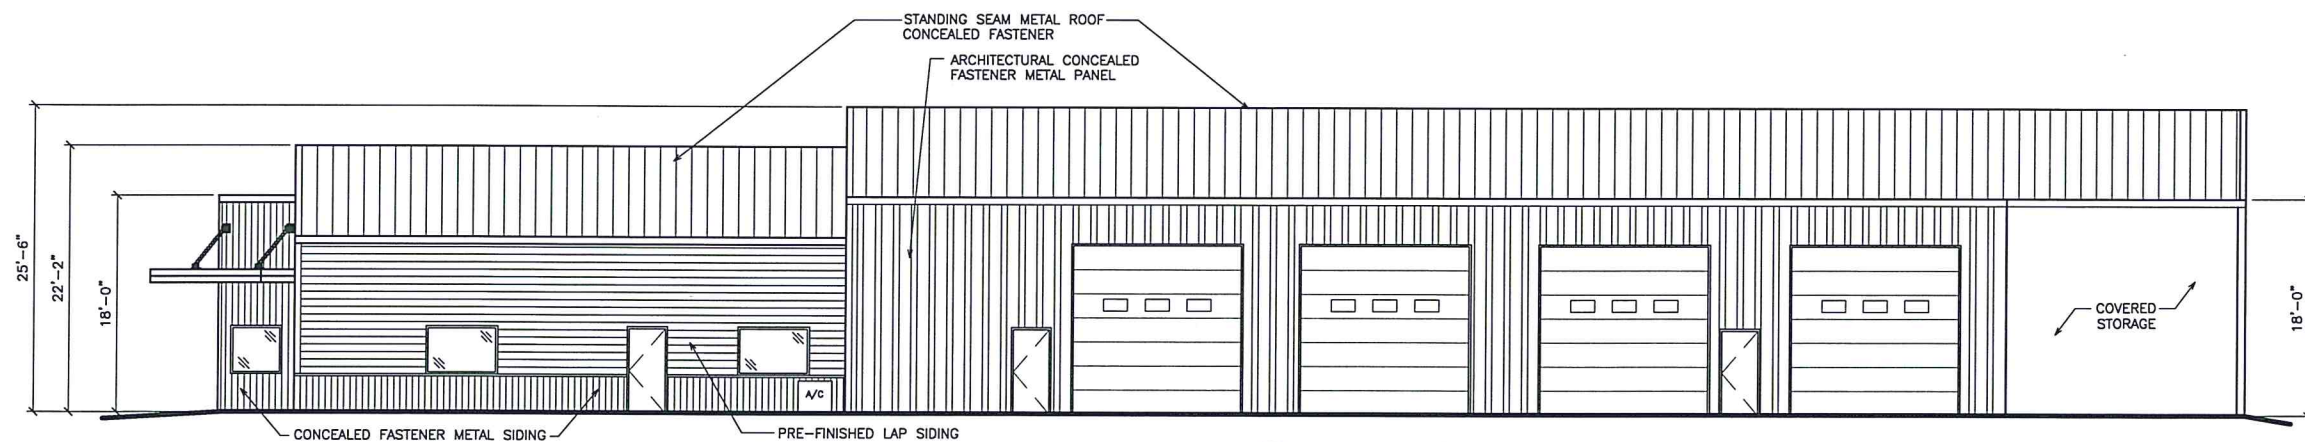 STANDING SEAM METAL ROOF
CONCEALED FASTENER
ARCHITECTURAL CONCEALED
FASTENER METAL PANEL
25'-6"
22'-2"
18'-0"
18'-0"
COVERED
STORAGE
A/C
CONCEALED FASTENER METAL SIDING
PRE-FINISHED LAP SIDING